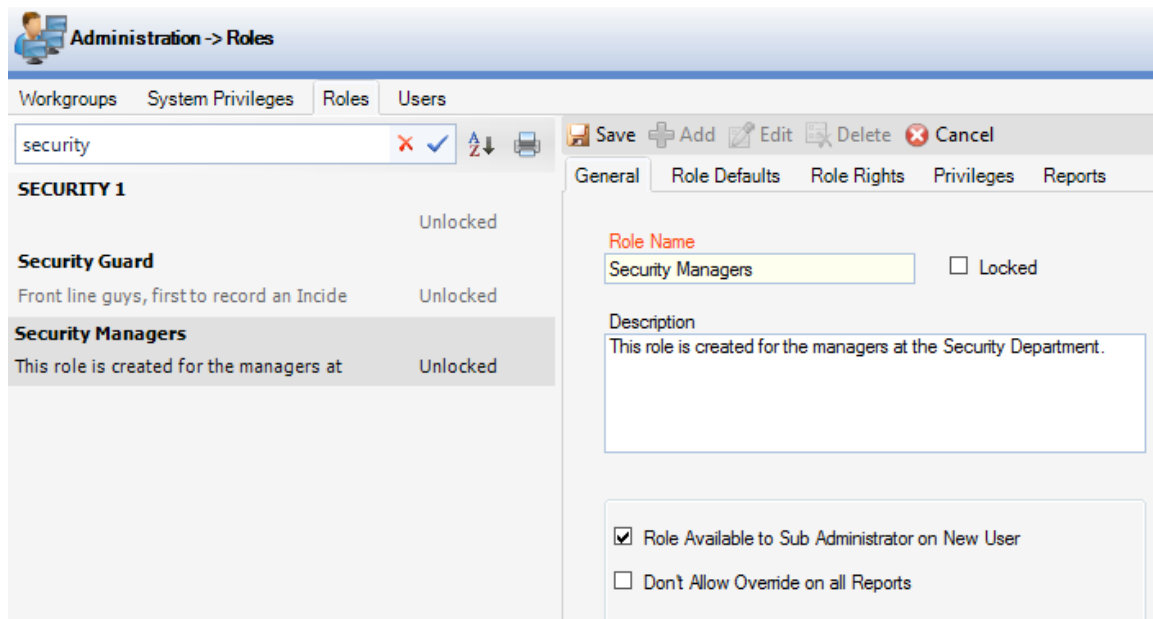 Administration -> Roles
Workgroups System Privileges Roles Users
security
A
Z
Save Add Edit Delete Cancel
SECURITY 1
Unlocked
Security Guard
Front line guys, first to record an Incide Unlocked
Security Managers
This role is created for the managers at Unlocked
General Role Defaults Role Rights Privileges Reports
Role Name
Security Managers Locked
Description
This role is created for the managers at the Security Department.
Role Available to Sub Administrator on New User
Don't Allow Override on all Reports